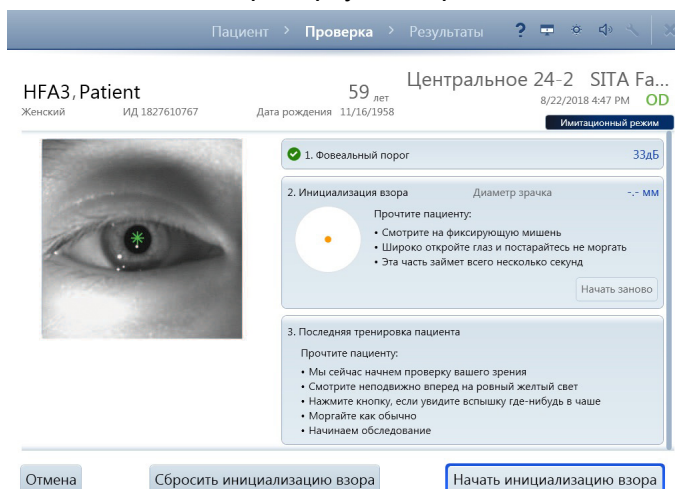 Пациент > Проверка > Результаты ?
HFA3, Patient 59 лет Центральное 24-2 SITA Fa...
Женский ИД 1827610767 Дата рождения 11/16/1958 8/22/2018 4:47 PM OD
Имитационный режим
1. Фовеальный порог 33дБ
2. Инициализация взора Диаметр зрачка -.- мм
Прочтите пациенту:
• Смотрите на фиксирующую мишень
• Широко откройте глаз и постарайтесь не моргать
• Эта часть займет всего несколько секунд
Начать заново
3. Последняя тренировка пациента
Прочтите пациенту:
• Мы сейчас начнем проверку вашего зрения
• Смотрите неподвижно вперед на ровный желтый свет
• Нажмите кнопку, если увидите вспышку где-нибудь в чаше
• Моргайте как обычно
• Начинаем обследование
Отмена Сбросить инициализацию взора Начать инициализацию взора